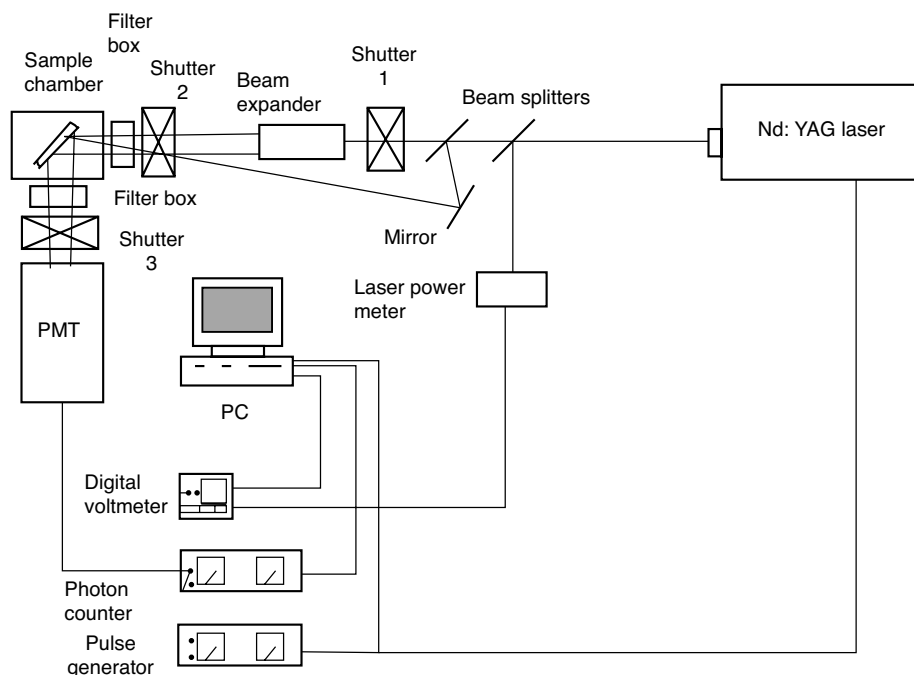 Filter
box
Sample
chamber
Shutter
2
Beam
expander
Shutter
1
Beam splitters
Nd: YAG laser
Filter box
Shutter
3
Mirror
Laser power
meter
PMT
PC
Digital
voltmeter
Photon
counter
Pulse
generator